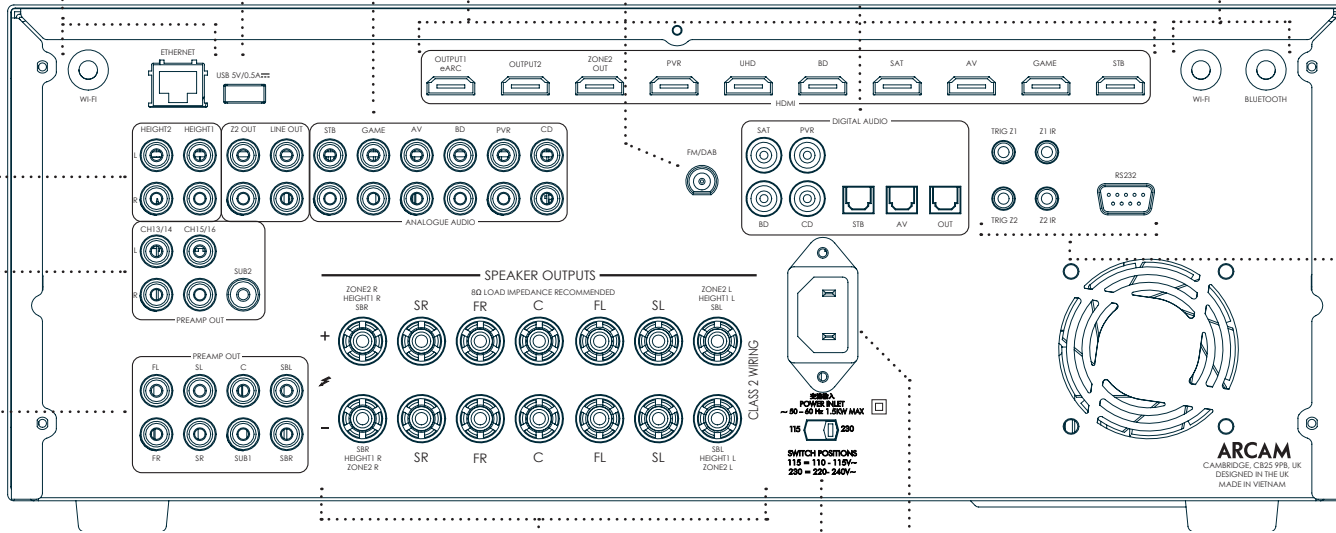 WI-FI
ETHERNET
USB 5V/0.5A
OUTPUT1
eARC
OUTPUT2
ZONE2
OUT
PVR
UHD
BD
SAT
AV
GAME
STB
HDMI
WI-FI
BLUETOOTH
HEIGHT2
HEIGHT1
L
R
Z2 OUT
LINE OUT
STB
GAME
AV
BD
PVR
CD
ANALOGUE AUDIO
FM/DAB
DIGITAL AUDIO
SAT
PVR
BD
CD
STB
AV
OUT
TRIG Z1
Z1 IR
TRIG Z2
Z2 IR
RS232
CH13/14
CH15/16
L
R
SUB2
PREAMP OUT
SPEAKER OUTPUTS
8Ω LOAD IMPEDANCE RECOMMENDED
ZONE2 R
HEIGHT1 R
SBR
SR
FR
C
FL
SL
ZONE2 L
HEIGHT1 L
SBL
+
–
SBR
HEIGHT1 R
ZONE2 R
SR
FR
C
FL
SL
SBL
HEIGHT1 L
ZONE2 L
CLASS 2 WIRING
PREAMP OUT
FL
SL
C
SBL
FR
SR
SUB1
SBR
POWER INLET
~ 50 – 60 Hz 1.5KW MAX
115
230
SWITCH POSITIONS
115 = 110 - 115V~
230 = 220- 240V~
ARCAM
CAMBRIDGE, CB25 9PB, UK
DESIGNED IN THE UK
MADE IN VIETNAM